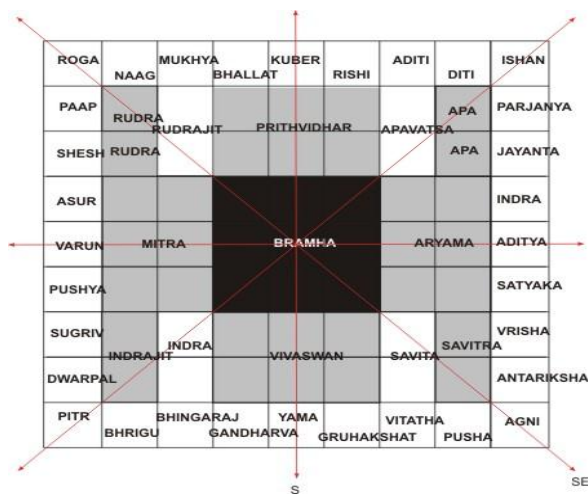 ROGA MUKHYA KUBER ADITI ISHAN
NAAG BHALLAT RISHI DITI
PAAP RUDRA PRITHVIDHAR APA PARJANYA
RUDRAJIT APAVATSA
SHESH RUDRA APA JAYANTA
ASUR INDRA
VARUN MITRA BRAMHA ARYAMA ADITYA
PUSHYA SATYAKA
SUGRIV INDRA VRISHA
INDRAJIT VIVASWAN SAVITA SAVITRA
DWARPAL ANTARIKSHA
PITR BHINGARAJ YAMA VITATHA AGNI
BHRIGU GANDHARVA GRUHAKSHAT PUSHA
S SE